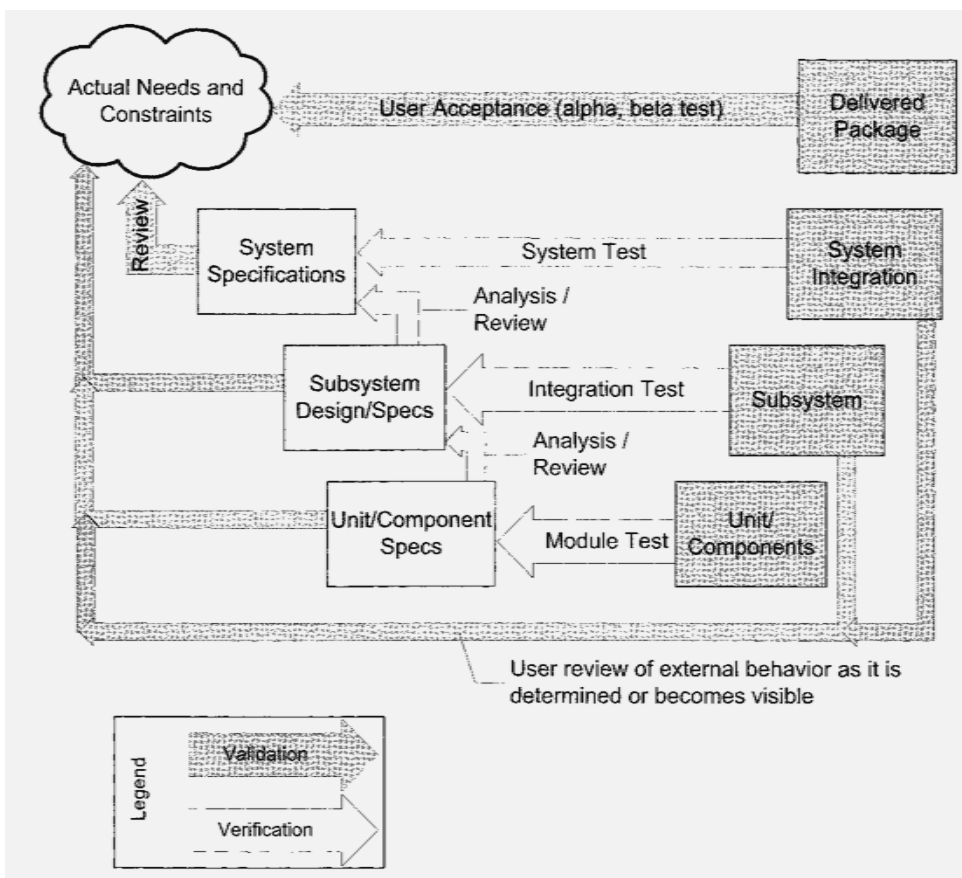 Actual Needs and
Constraints
User Acceptance (alpha, beta test)
Delivered
Package
Review
System
Specifications
System Test
System
Integration
Analysis /
Review
Subsystem
Design/Specs
Integration Test
Subsystem
Analysis /
Review
Unit/Component
Specs
Module Test
Unit/
Components
User review of external behavior as it is
determined or becomes visible
Legend
Validation
Verification